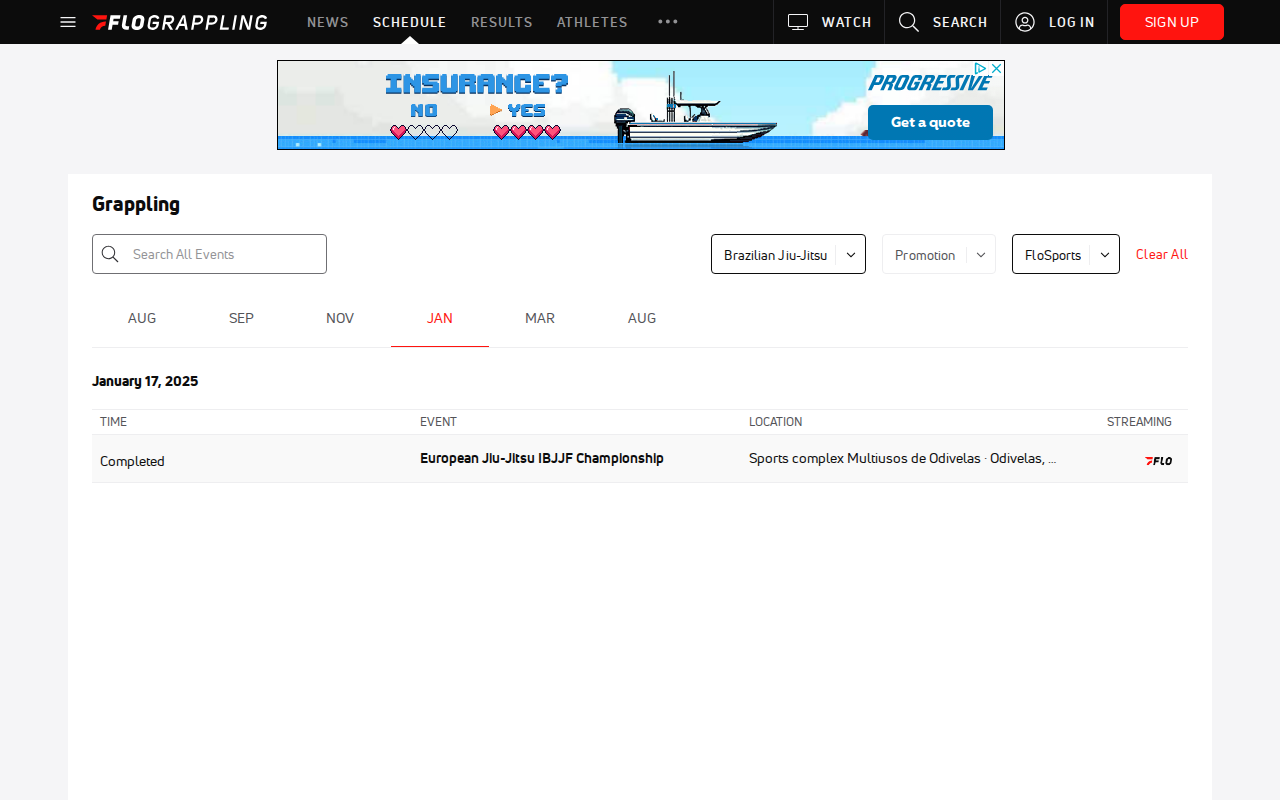 FLOGRAPPLING NEWS SCHEDULE RESULTS ATHLETES WATCH SEARCH LOG IN SIGN UP
INSURANCE?
NO YES
PROGRESSIVE
Get a quote
Grappling
Search All Events Brazilian Jiu-Jitsu Promotion FloSports Clear All
AUG SEP NOV JAN MAR AUG
January 17, 2025
TIME EVENT LOCATION STREAMING
Completed European Jiu-Jitsu IBJJF Championship Sports complex Multiusos de Odivelas · Odivelas, ... FLO